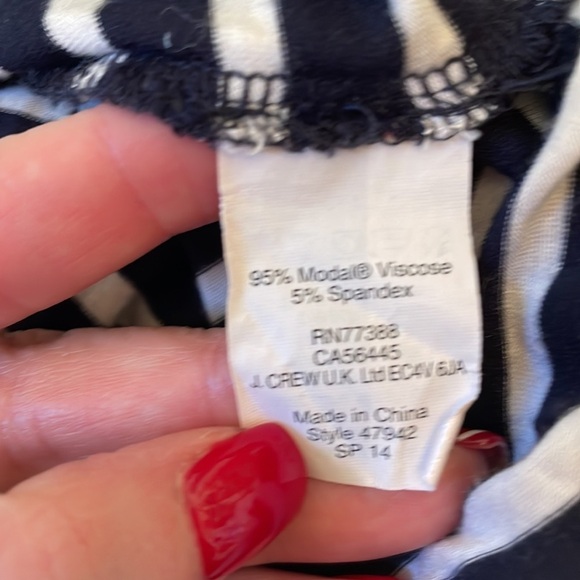 95% Modal® Viscose
5% Spandex
RN77388
CA56445
J. CREW U.K. Ltd EC4V 6JA
Made in China
Style 47942
SP 14